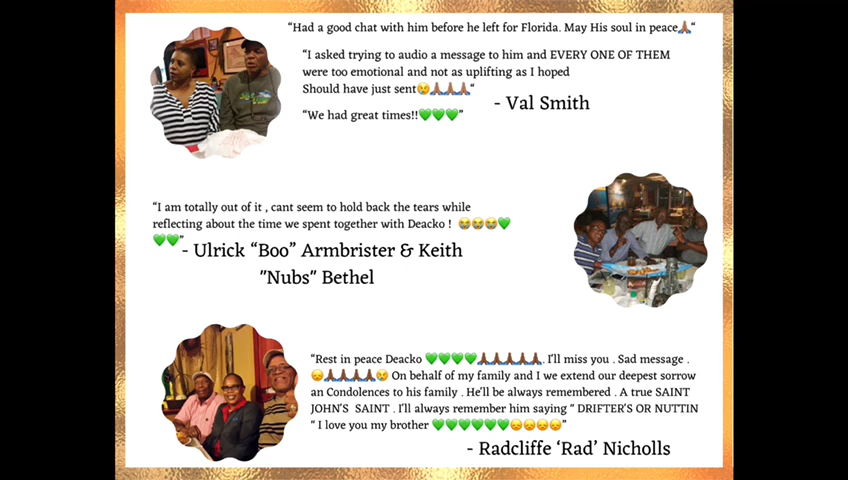 “Had a good chat with him before he left for Florida. May His soul in peace🙏🏾“
“I asked trying to audio a message to him and EVERY ONE OF THEM
were too emotional and not as uplifting as I hoped
Should have just sent😢🙏🏾🙏🏾🙏🏾“
- Val Smith
“We had great times!!💚💚💚”
“I am totally out of it , cant seem to hold back the tears while
reflecting about the time we spent together with Deacko ! 😭😭😭💚
💚💚”
- Ulrick “Boo” Armbrister & Keith
"Nubs" Bethel
“Rest in peace Deacko 💚💚💚💚🙏🏾🙏🏾🙏🏾🙏🏾🙏🏾. I’ll miss you . Sad message .
😞🙏🏾🙏🏾🙏🏾🙏🏾😢 On behalf of my family and I we extend our deepest sorrow
an Condolences to his family . He’ll be always remembered . A true SAINT
JOHN’S SAINT . I’ll always remember him saying “ DRIFTER’S OR NUTTIN
“ I love you my brother 💚💚💚💚💚💚😞😞😞😞”
- Radcliffe ‘Rad’ Nicholls